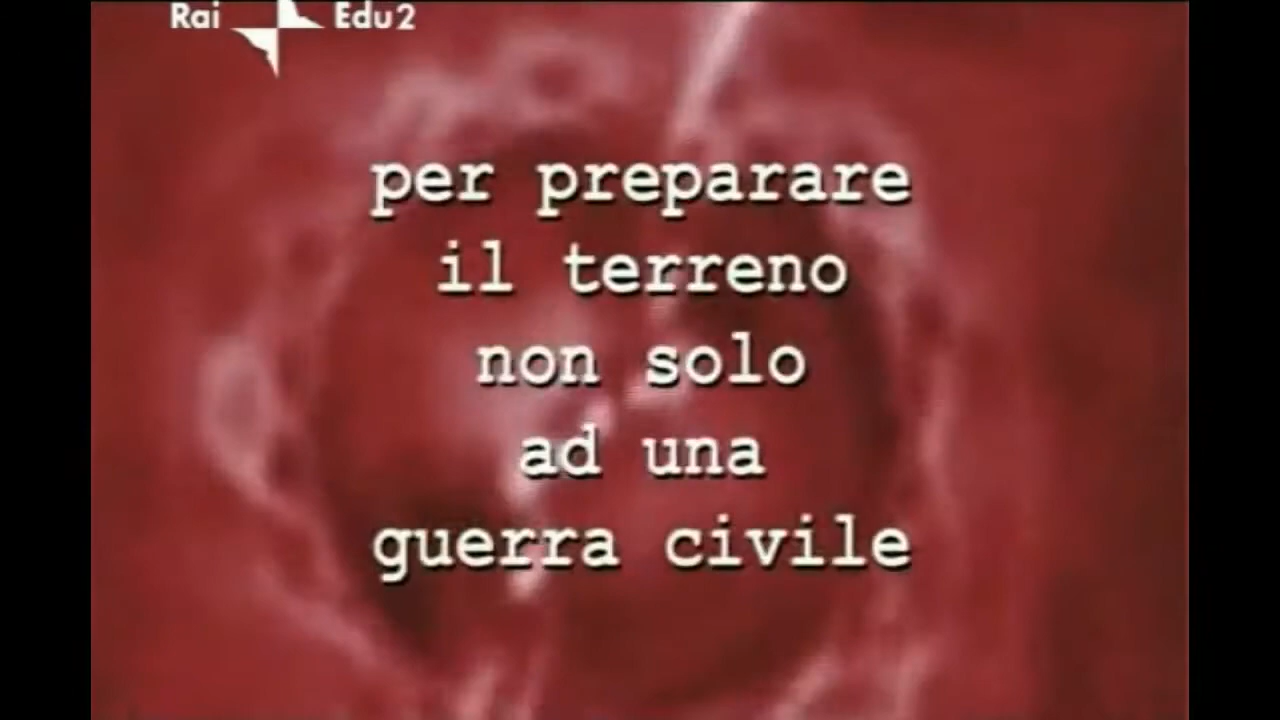 Rai Edu2
per preparare
il terreno
non solo
ad una
guerra civile